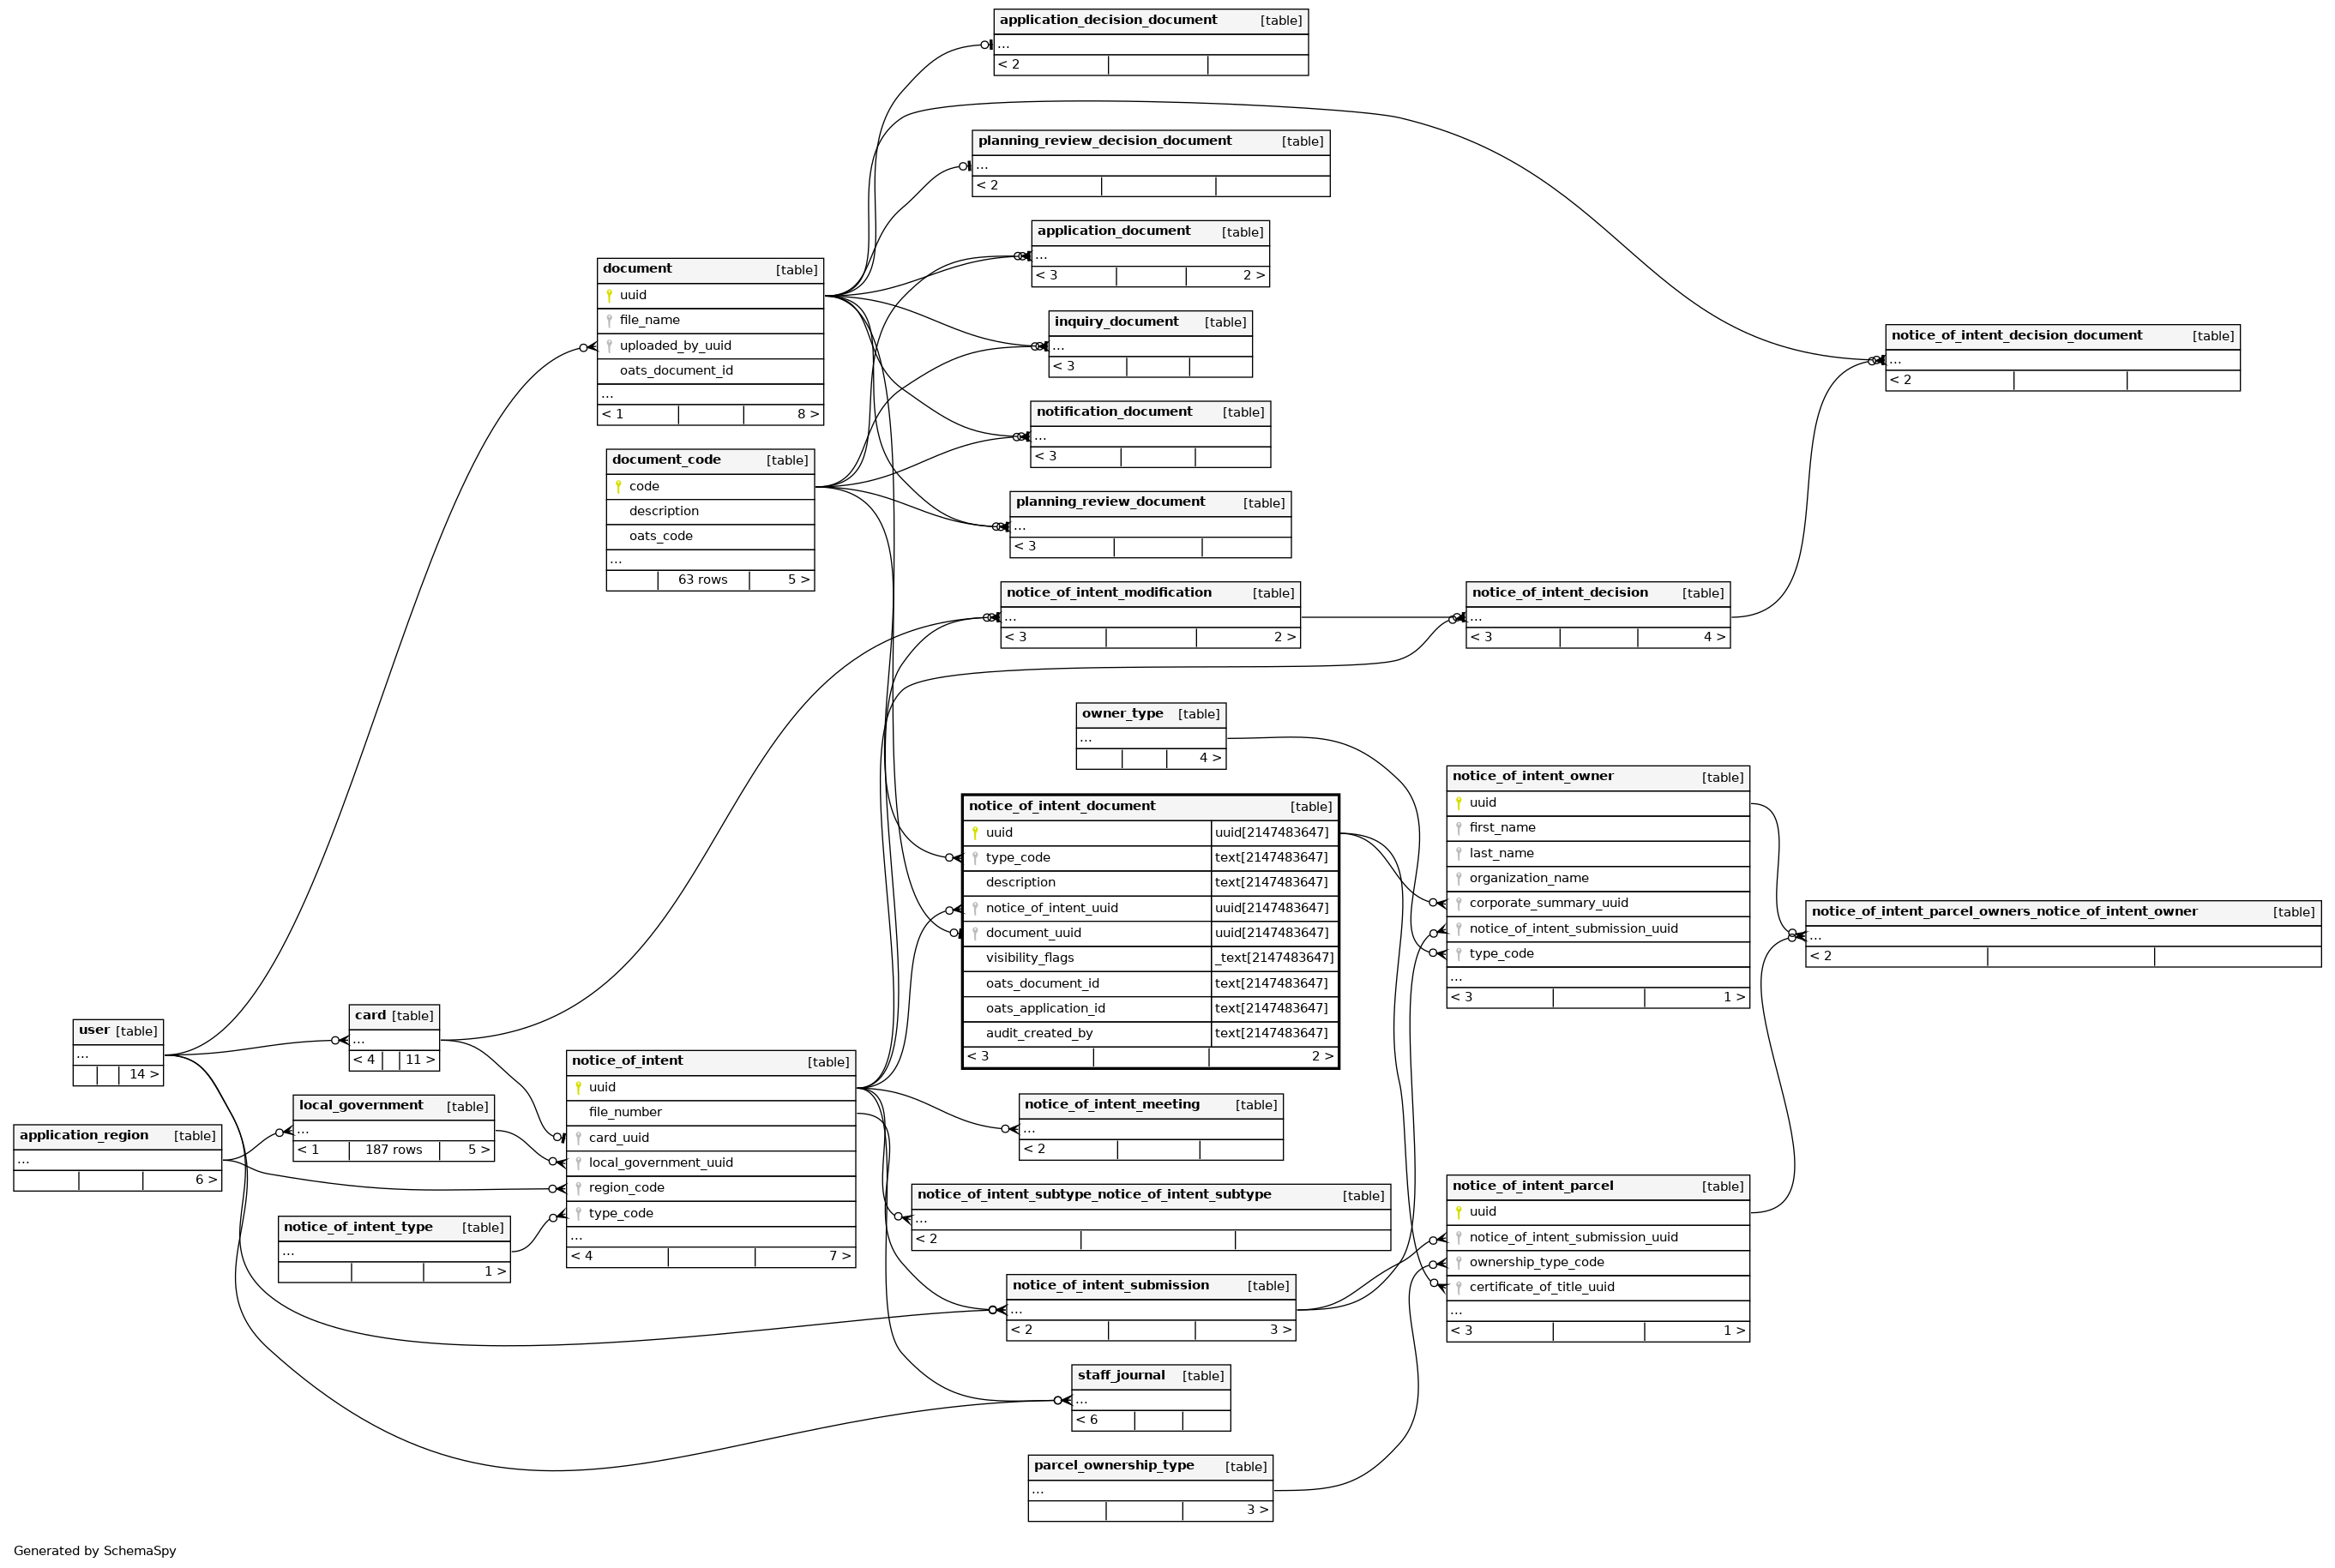 application_decision_document [table]
...
< 2
planning_review_decision_document [table]
...
< 2
application_document [table]
...
< 3 2 >
document [table]
uuid
file_name
uploaded_by_uuid
oats_document_id
...
< 1 8 >
inquiry_document [table]
...
< 3
notice_of_intent_decision_document [table]
...
< 2
notification_document [table]
...
< 3
document_code [table]
code
description
oats_code
...
63 rows 5 >
planning_review_document [table]
...
< 3
notice_of_intent_modification [table]
...
< 3 2 >
notice_of_intent_decision [table]
...
< 3 4 >
owner_type [table]
...
4 >
notice_of_intent_document [table]
uuid uuid[2147483647]
type_code text[2147483647]
description text[2147483647]
notice_of_intent_uuid uuid[2147483647]
document_uuid uuid[2147483647]
visibility_flags _text[2147483647]
oats_document_id text[2147483647]
oats_application_id text[2147483647]
audit_created_by text[2147483647]
< 3 2 >
notice_of_intent_owner [table]
uuid
first_name
last_name
organization_name
corporate_summary_uuid
notice_of_intent_submission_uuid
type_code
...
< 3 1 >
notice_of_intent_parcel_owners_notice_of_intent_owner [table]
...
< 2
user [table]
...
14 >
card [table]
...
< 4 11 >
local_government [table]
...
< 1 187 rows 5 >
application_region [table]
...
6 >
notice_of_intent_type [table]
...
1 >
notice_of_intent [table]
uuid
file_number
card_uuid
local_government_uuid
region_code
type_code
...
< 4 7 >
notice_of_intent_meeting [table]
...
< 2
notice_of_intent_subtype_notice_of_intent_subtype [table]
...
< 2
notice_of_intent_parcel [table]
uuid
notice_of_intent_submission_uuid
ownership_type_code
certificate_of_title_uuid
...
< 3 1 >
notice_of_intent_submission [table]
...
< 2 3 >
staff_journal [table]
...
< 6
parcel_ownership_type [table]
...
3 >
Generated by SchemaSpy